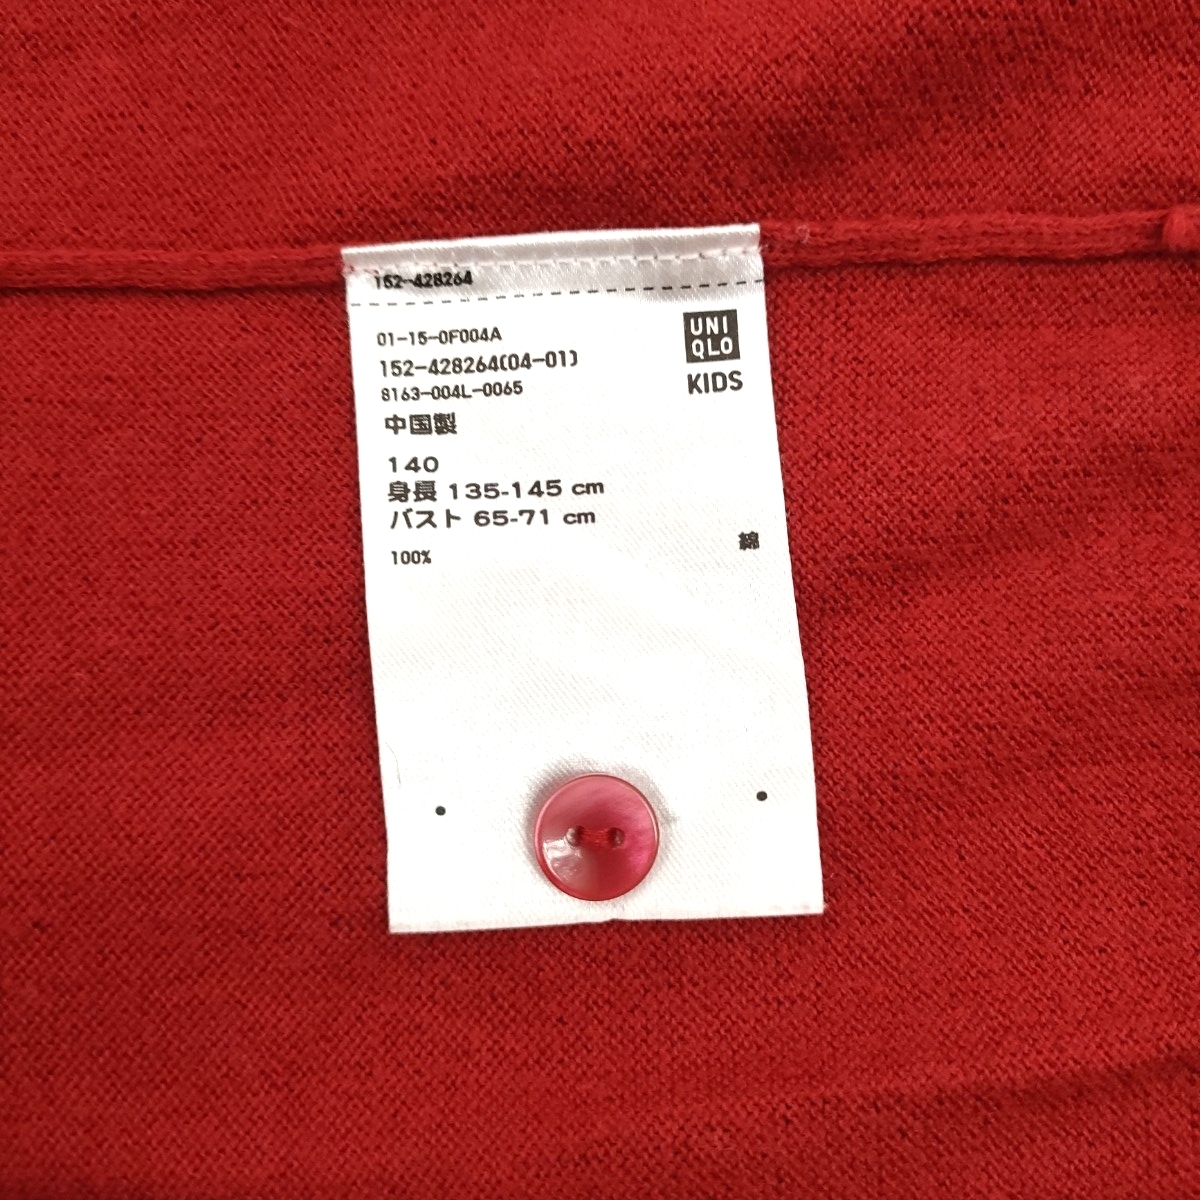 152-428264
01-15-0F004A
152-428264(04-01)
8163-004L-0065
中国製
UNI
QLO
KIDS
140
身長 135-145 cm
バスト 65-71 cm
綿
100%